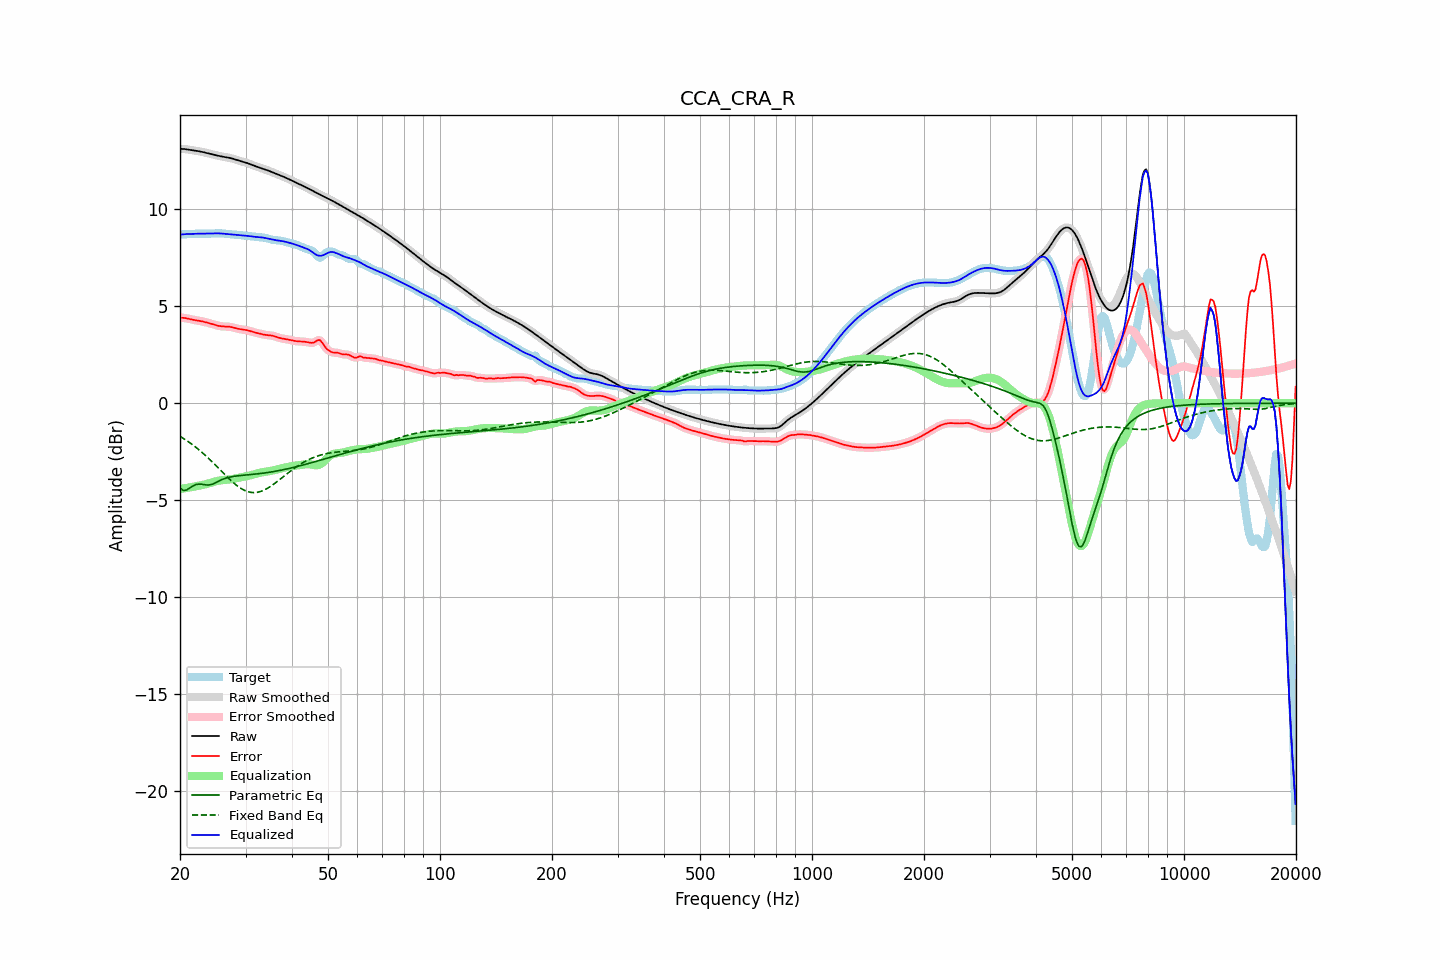 CCA_CRA_R
Amplitude (dBr)
10
5
0
−5
−10
−15
−20
Target
Raw Smoothed
Error Smoothed
Raw
Error
Equalization
Parametric Eq
Fixed Band Eq
Equalized
20 50 100 200 500 1000 2000 5000 10000 20000
Frequency (Hz)